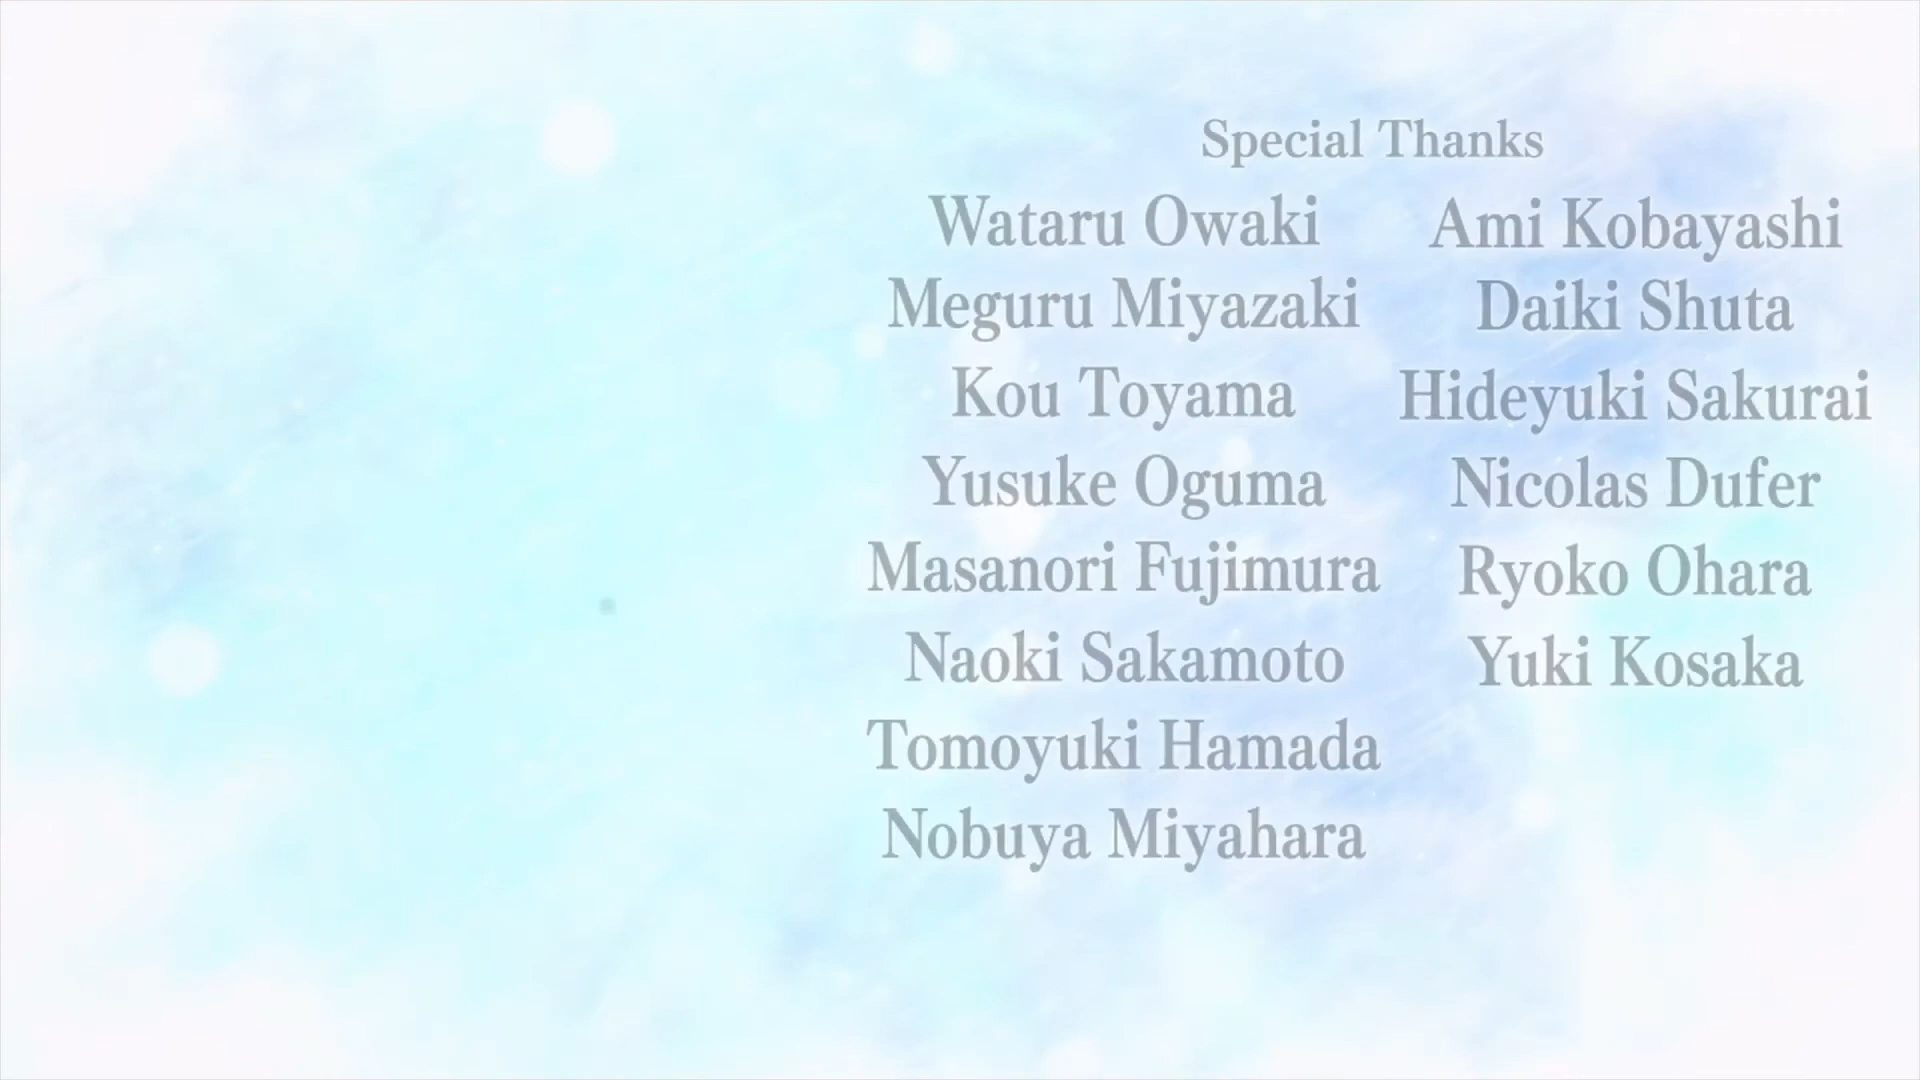 Special Thanks
Wataru Owaki
Meguru Miyazaki
Kou Toyama
Yusuke Oguma
Masanori Fujimura
Naoki Sakamoto
Tomoyuki Hamada
Nobuya Miyahara
Ami Kobayashi
Daiki Shuta
Hideyuki Sakurai
Nicolas Dufer
Ryoko Ohara
Yuki Kosaka